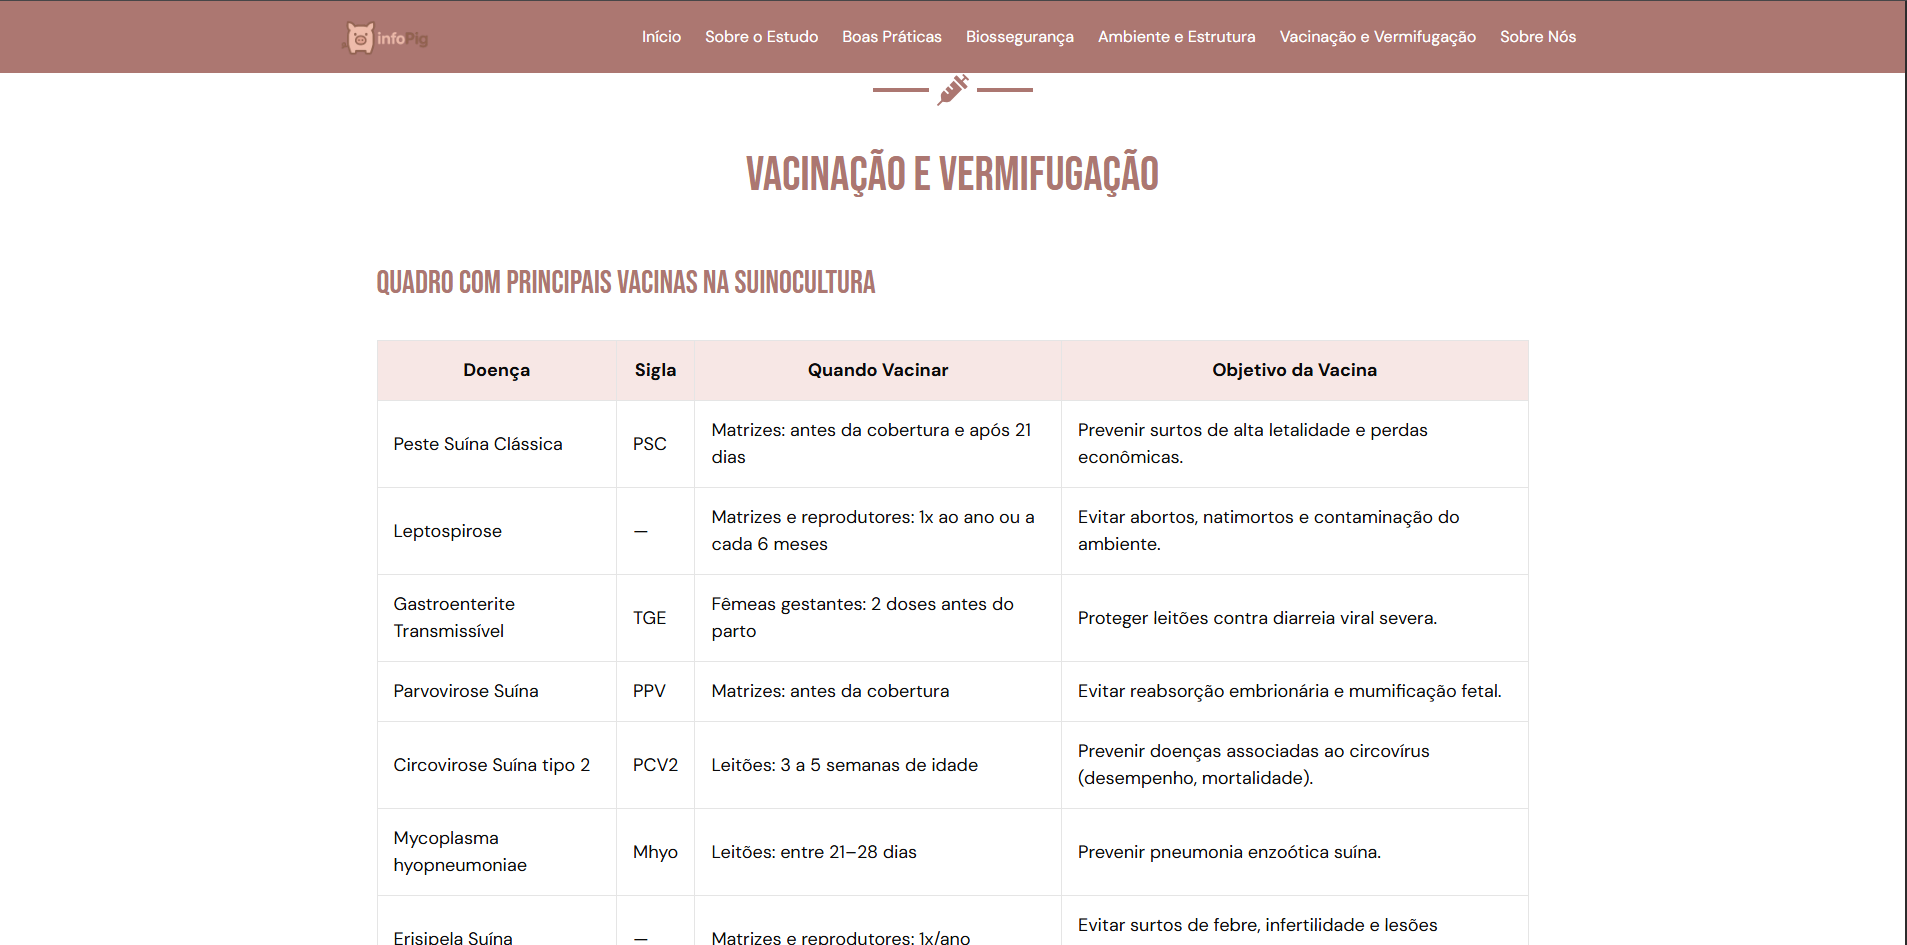 infoPig
Início Sobre o Estudo Boas Práticas Biossegurança Ambiente e Estrutura Vacinação e Vermifugação Sobre Nós
VACINAÇÃO E VERMIFUGAÇÃO
QUADRO COM PRINCIPAIS VACINAS NA SUINOCULTURA
Doença Sigla Quando Vacinar Objetivo da Vacina
Peste Suína Clássica PSC Matrizes: antes da cobertura e após 21
dias
Prevenir surtos de alta letalidade e perdas
econômicas.
Leptospirose — Matrizes e reprodutores: 1x ao ano ou a
cada 6 meses
Evitar abortos, natimortos e contaminação do
ambiente.
Gastroenterite
Transmissível
TGE
Fêmeas gestantes: 2 doses antes do
parto
Proteger leitões contra diarreia viral severa.
Parvovirose Suína PPV Matrizes: antes da cobertura Evitar reabsorção embrionária e mumificação fetal.
Circovirose Suína tipo 2 PCV2 Leitões: 3 a 5 semanas de idade Prevenir doenças associadas ao circovírus
(desempenho, mortalidade).
Mycoplasma
hyopneumoniae
Mhyo Leitões: entre 21–28 dias Prevenir pneumonia enzoótica suína.
Erisipela Suína — Matrizes e reprodutores: 1x/ano
Evitar surtos de febre, infertilidade e lesões